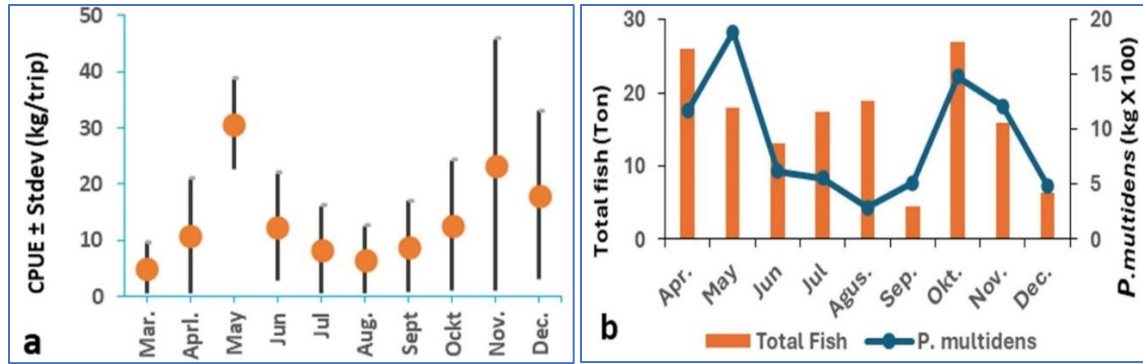 50
40
30
20
10
0
CPUE ± Stdev (kg/trip)
Mar.
Aprl.
May
Jun
Jul
Aug.
Sept
Ockt
Nov.
Dec.
a
30
20
10
0
Total fish (Ton)
20
15
10
5
0
P.multidens (kg X 100)
Apr.
May
Jun
Jul
Agus.
Sep.
Okt.
Nov.
Dec.
b
Total Fish
P. multidens